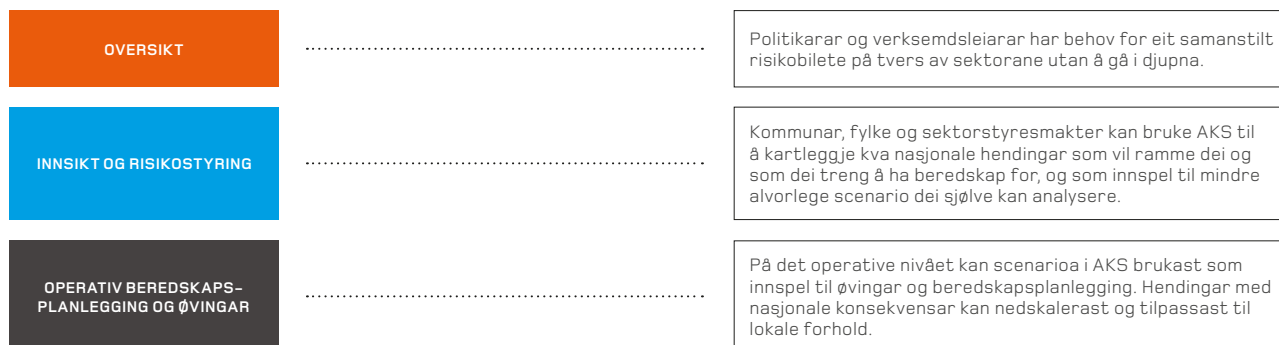 OVERSIKT
Politikarar og verksemdsleiarar har behov for eit samanstilt
risikobilete på tvers av sektorane utan å gå i djupna.
INNSIKT OG RISIKOSTYRING
Kommunar, fylke og sektorstyresmakter kan bruke AKS til
å kartleggje kva nasjonale hendingar som vil ramme dei og
som dei treng å ha beredskap for, og som innspel til mindre
alvorlege scenario dei sjølve kan analysere.
OPERATIV BEREDSKAPS-
PLANLEGGING OG ØVINGAR
På det operative nivået kan scenarioa i AKS brukast som
innspel til øvingar og beredskapsplanlegging. Hendingar med
nasjonale konsekvensar kan nedskalerast og tilpassast til
lokale forhold.